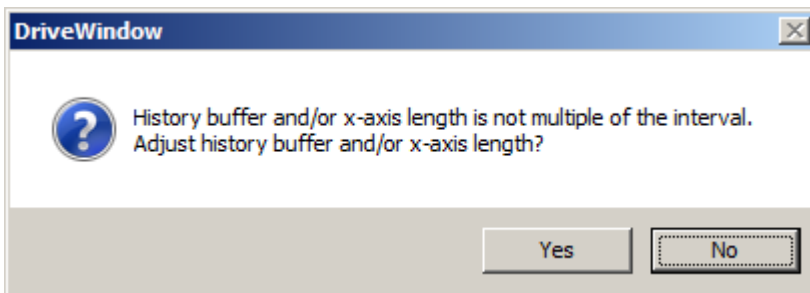 DriveWindow
History buffer and/or x-axis length is not multiple of the interval.
Adjust history buffer and/or x-axis length?
Yes
No